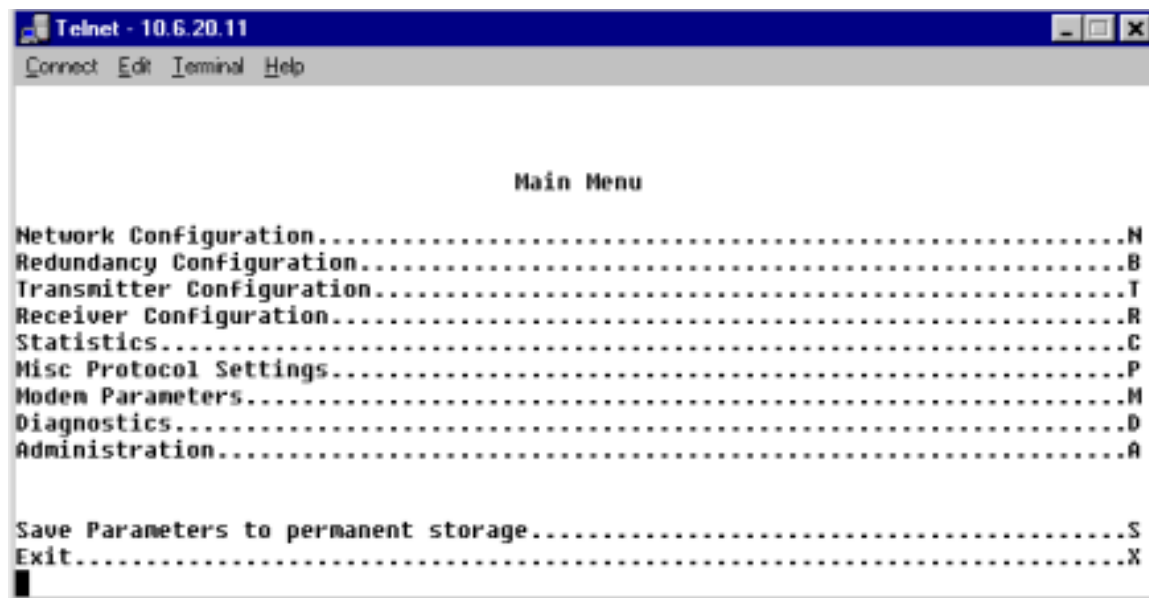 Telnet - 10.6.20.11
Connect Edit Terminal Help
Main Menu
Network Configuration.........................................................N
Redundancy Configuration......................................................B
Transmitter Configuration.....................................................T
Receiver Configuration........................................................R
Statistics....................................................................C
Misc Protocol Settings........................................................P
Modem Parameters..............................................................M
Diagnostics...................................................................D
Administration................................................................A
Save Parameters to permanent storage..........................................S
Exit..........................................................................X